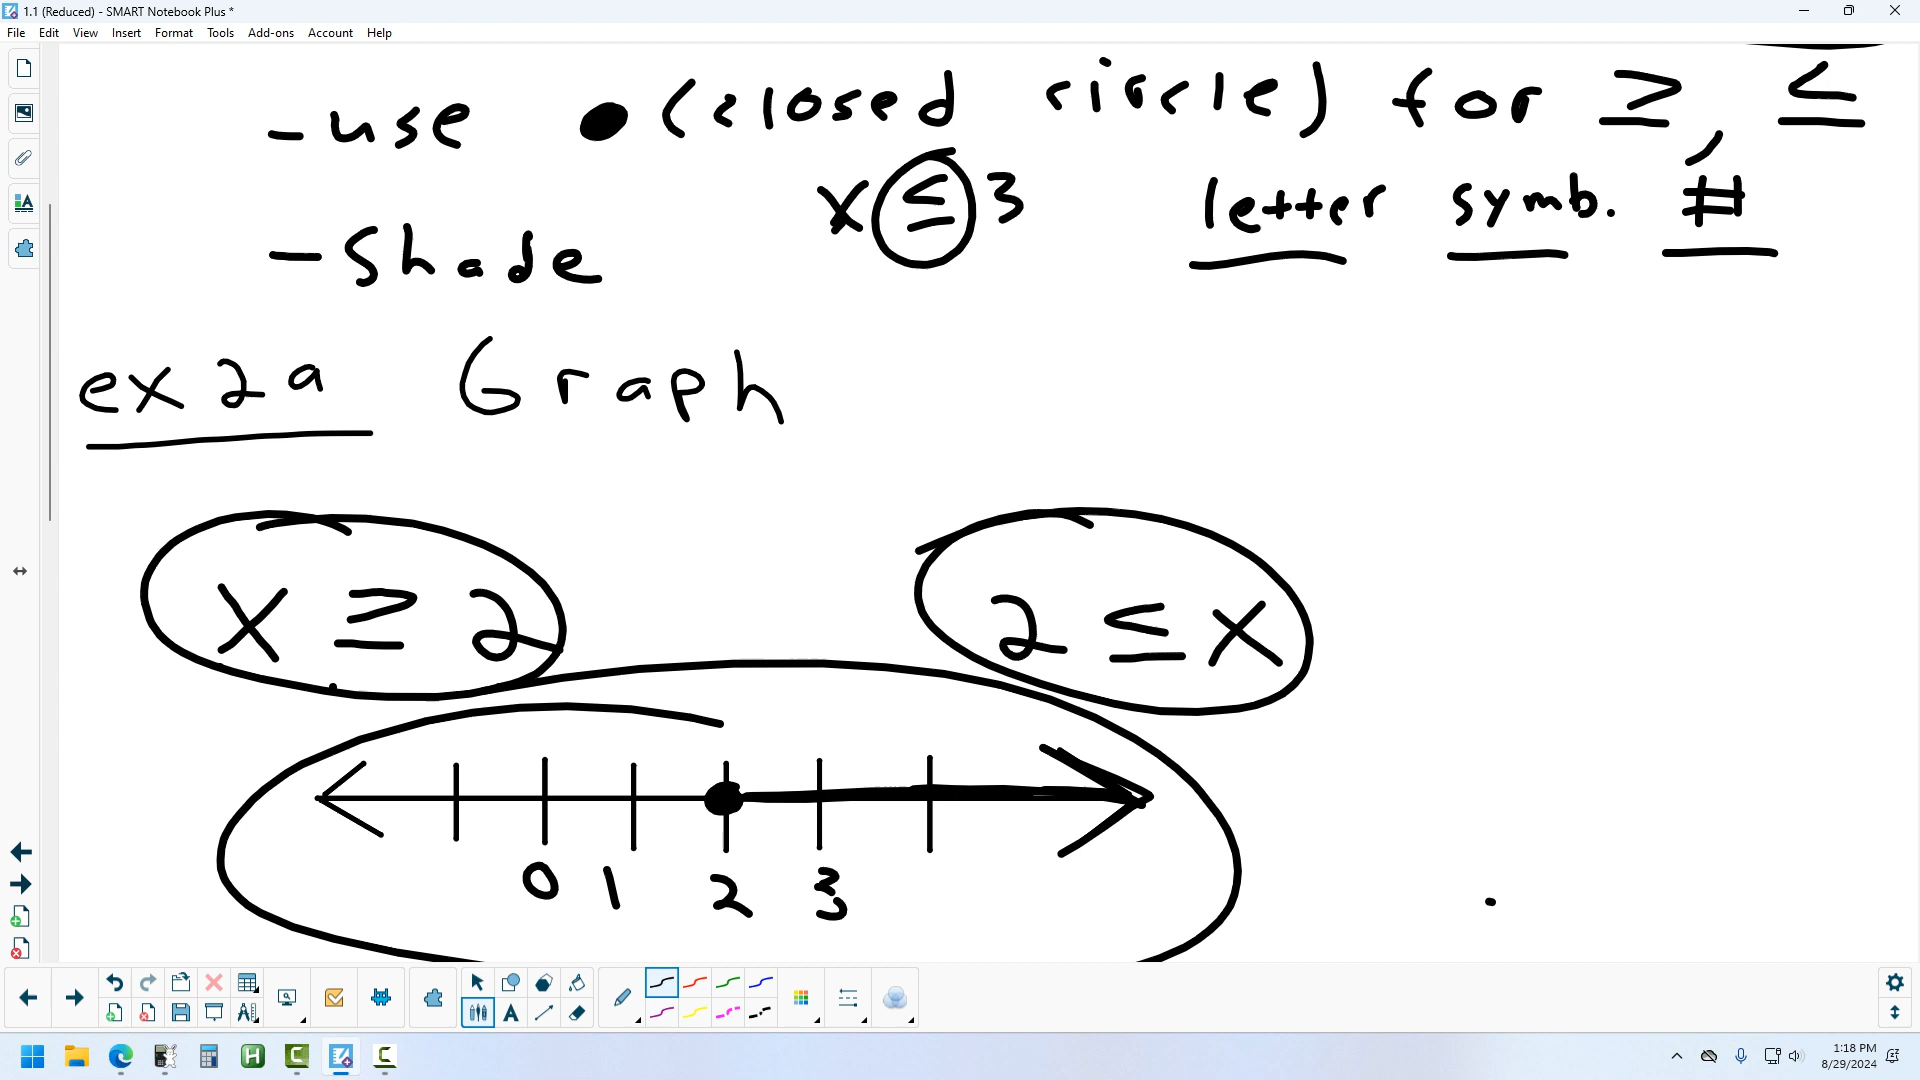 1.1 (Reduced) - SMART Notebook Plus *
File Edit View Insert Format Tools Add-ons Account Help
- use ● (closed circle) for ≥, ≤
x ≤ 3 letter symb. #
- Shade
ex 2a Graph
x ≥ 2 2 ≤ x
0 1 2 3
1:18 PM
8/29/2024